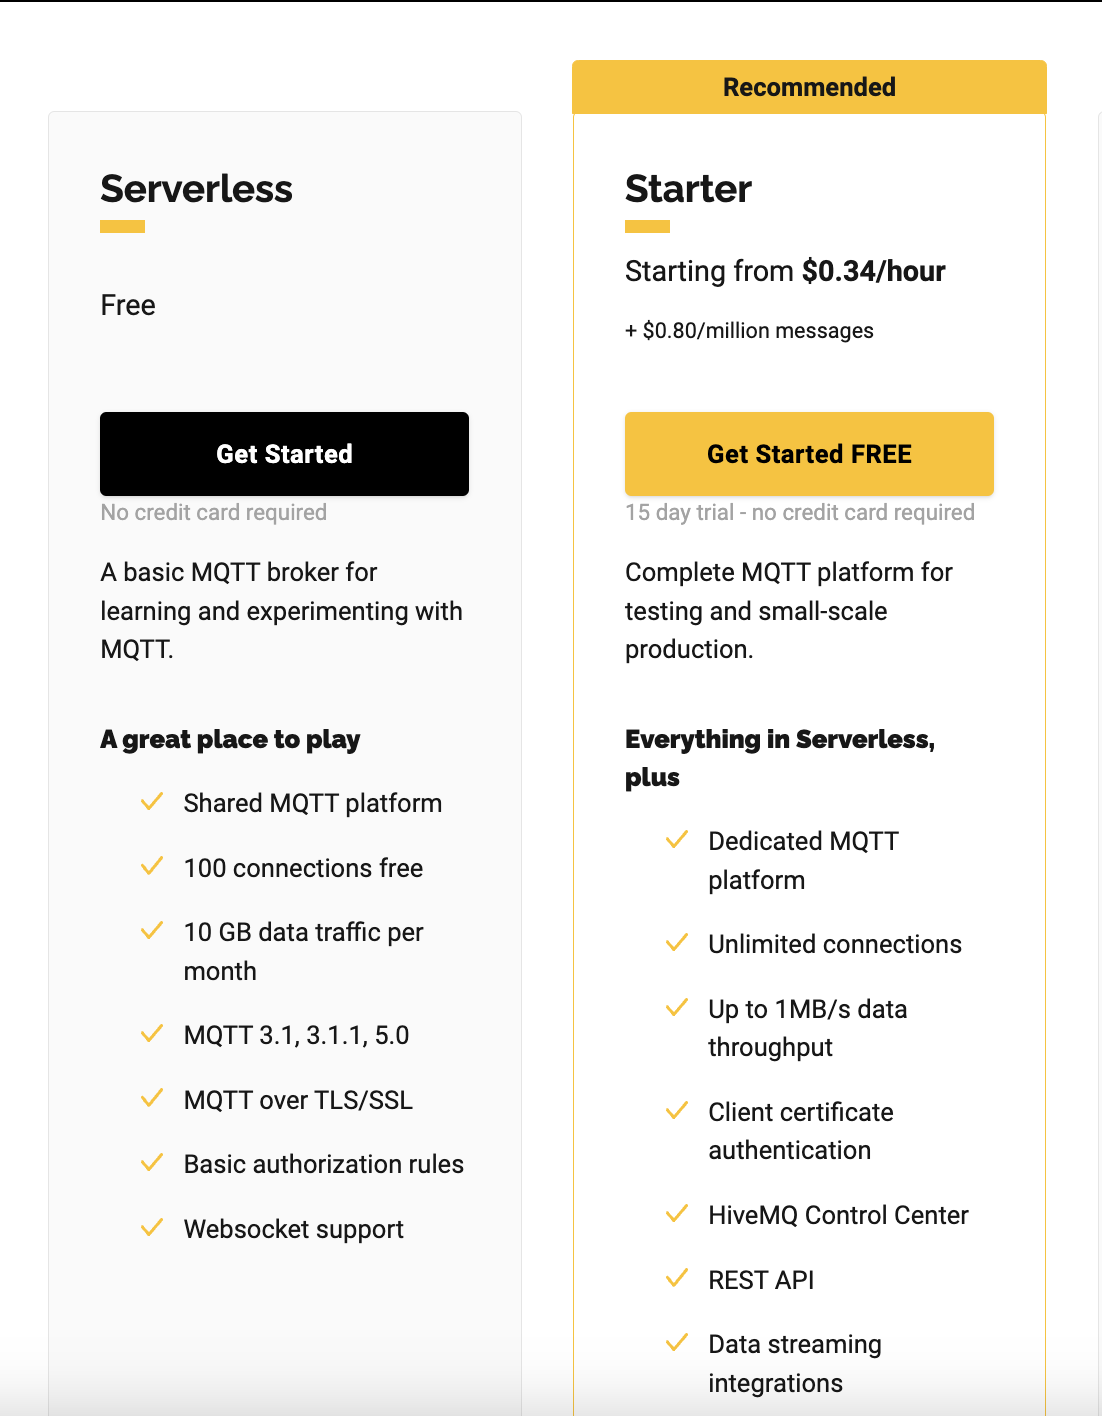 Serverless
Free
Get Started
No credit card required
A basic MQTT broker for
learning and experimenting with
MQTT.
A great place to play
Shared MQTT platform
100 connections free
10 GB data traffic per
month
MQTT 3.1, 3.1.1, 5.0
MQTT over TLS/SSL
Basic authorization rules
Websocket support
Recommended
Starter
Starting from $0.34/hour
+ $0.80/million messages
Get Started FREE
15 day trial - no credit card required
Complete MQTT platform for
testing and small-scale
production.
Everything in Serverless,
plus
Dedicated MQTT
platform
Unlimited connections
Up to 1MB/s data
throughput
Client certificate
authentication
HiveMQ Control Center
REST API
Data streaming
integrations